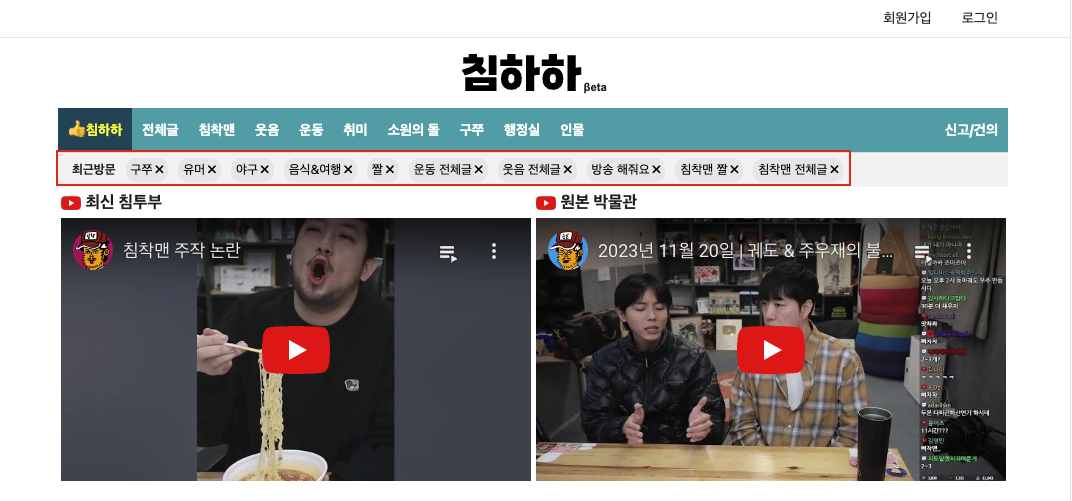 회원가입 로그인
침하하 βeta
👍침하하 전체글 침착맨 웃음 운동 취미 소원의 돌 구쭈 행정실 인물 신고/건의
최근방문 구쭈 × 유머 × 야구 × 음식&여행 × 짤 × 운동 전체글 × 웃음 전체글 × 방송 해줘요 × 침착맨 짤 × 침착맨 전체글 ×
최신 침투부
원본 박물관
침착맨 주작 논란
2023년 11월 20일 | 궤도 & 주우재의 불...